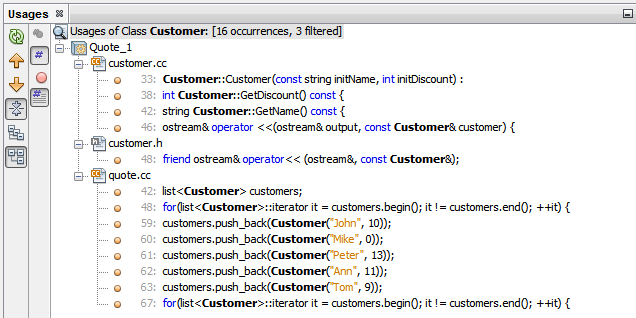 Usages
Usages of Class Customer: [16 occurrences, 3 filtered]
Quote_1
customer.cc
33: Customer::Customer(const string initName, int initDiscount) :
38: int Customer::GetDiscount() const {
42: string Customer::GetName() const {
46: ostream& operator <<(ostream& output, const Customer& customer) {
customer.h
48: friend ostream& operator<< (ostream&, const Customer&);
quote.cc
42: list<Customer> customers;
48: for(list<Customer>::iterator it = customers.begin(); it != customers.end(); ++it) {
59: customers.push_back(Customer("John", 10));
60: customers.push_back(Customer("Mike", 0));
61: customers.push_back(Customer("Peter", 13));
62: customers.push_back(Customer("Ann", 11));
63: customers.push_back(Customer("Tom", 9));
67: for(list<Customer>::iterator it = customers.begin(); it != customers.end(); ++it) {